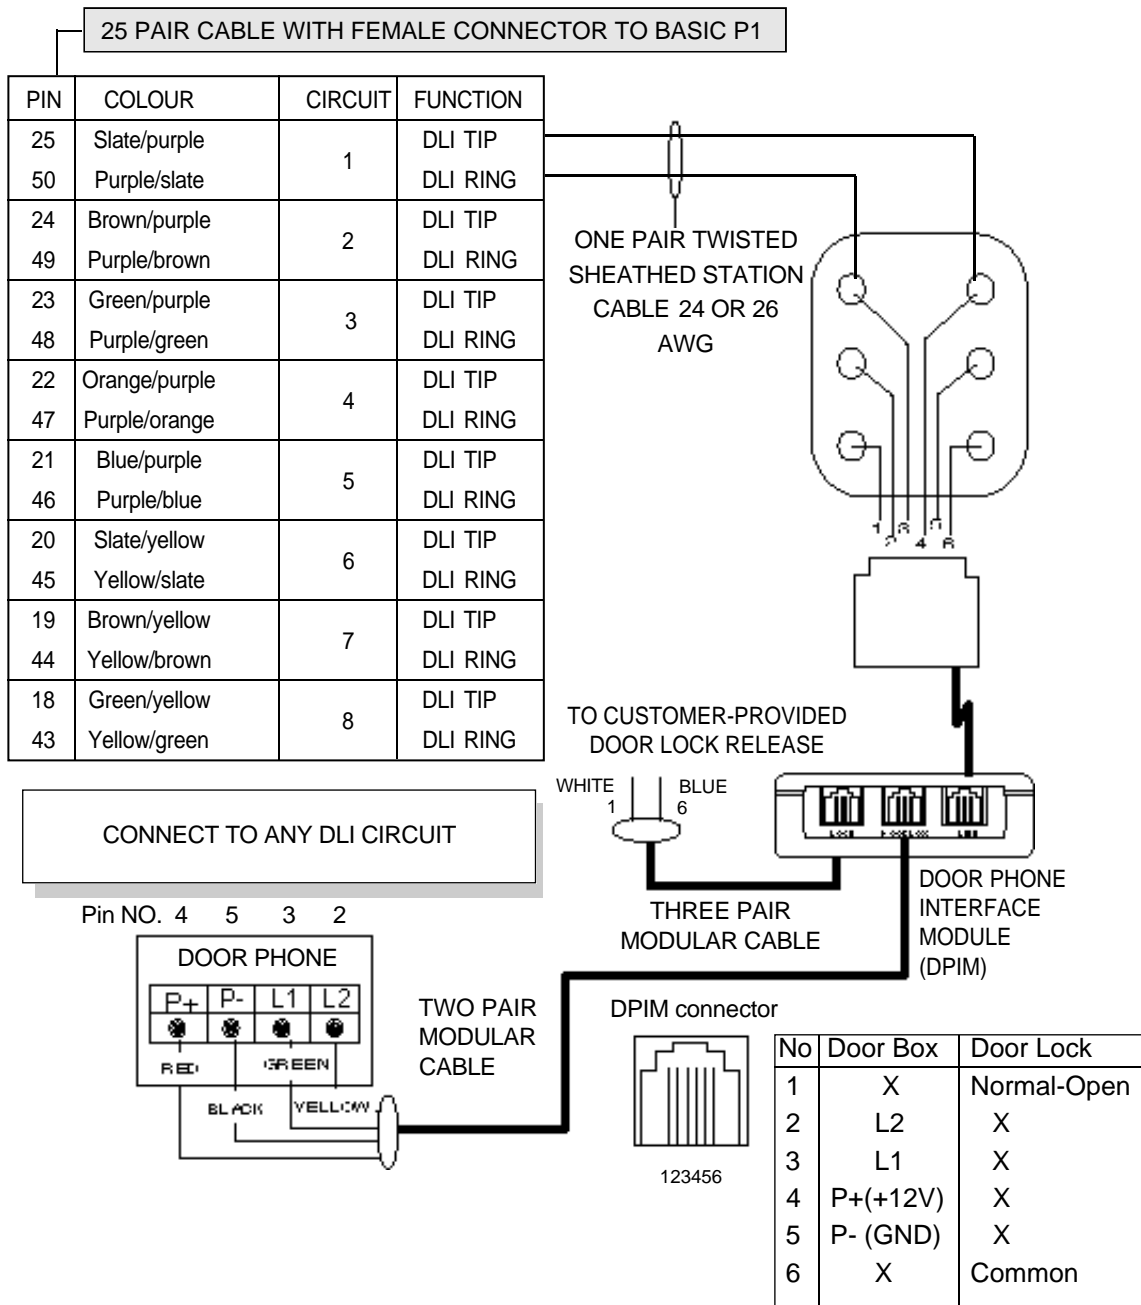 25 PAIR CABLE WITH FEMALE CONNECTOR TO BASIC P1
PIN COLOUR CIRCUIT FUNCTION
25 Slate/purple 1 DLI TIP
50 Purple/slate DLI RING
24 Brown/purple 2 DLI TIP
49 Purple/brown DLI RING
23 Green/purple 3 DLI TIP
48 Purple/green DLI RING
22 Orange/purple 4 DLI TIP
47 Purple/orange DLI RING
21 Blue/purple 5 DLI TIP
46 Purple/blue DLI RING
20 Slate/yellow 6 DLI TIP
45 Yellow/slate DLI RING
19 Brown/yellow 7 DLI TIP
44 Yellow/brown DLI RING
18 Green/yellow 8 DLI TIP
43 Yellow/green DLI RING
ONE PAIR TWISTED
SHEATHED STATION
CABLE 24 OR 26
AWG
1 2 3 4 5 6
TO CUSTOMER-PROVIDED
DOOR LOCK RELEASE
WHITE BLUE
1 6
CONNECT TO ANY DLI CIRCUIT
LOCK
THREE PAIR
MODULAR CABLE
DOOR PHONE
INTERFACE
MODULE
(DPIM)
Pin NO. 4 5 3 2
DOOR PHONE
P+ P- L1 L2
RED GREEN
BLACK YELLOW
TWO PAIR
MODULAR
CABLE
DPIM connector
123456
No Door Box Door Lock
1 X Normal-Open
2 L2 X
3 L1 X
4 P+(+12V) X
5 P- (GND) X
6 X Common